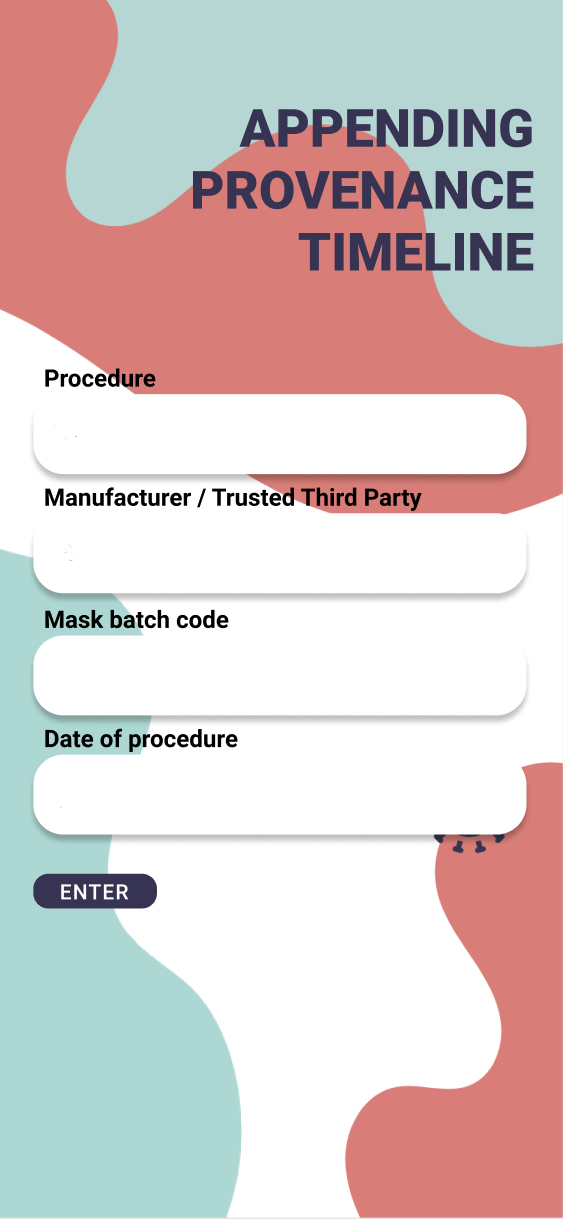 APPENDING
PROVENANCE
TIMELINE
Procedure
Manufacturer / Trusted Third Party
Mask batch code
Date of procedure
ENTER